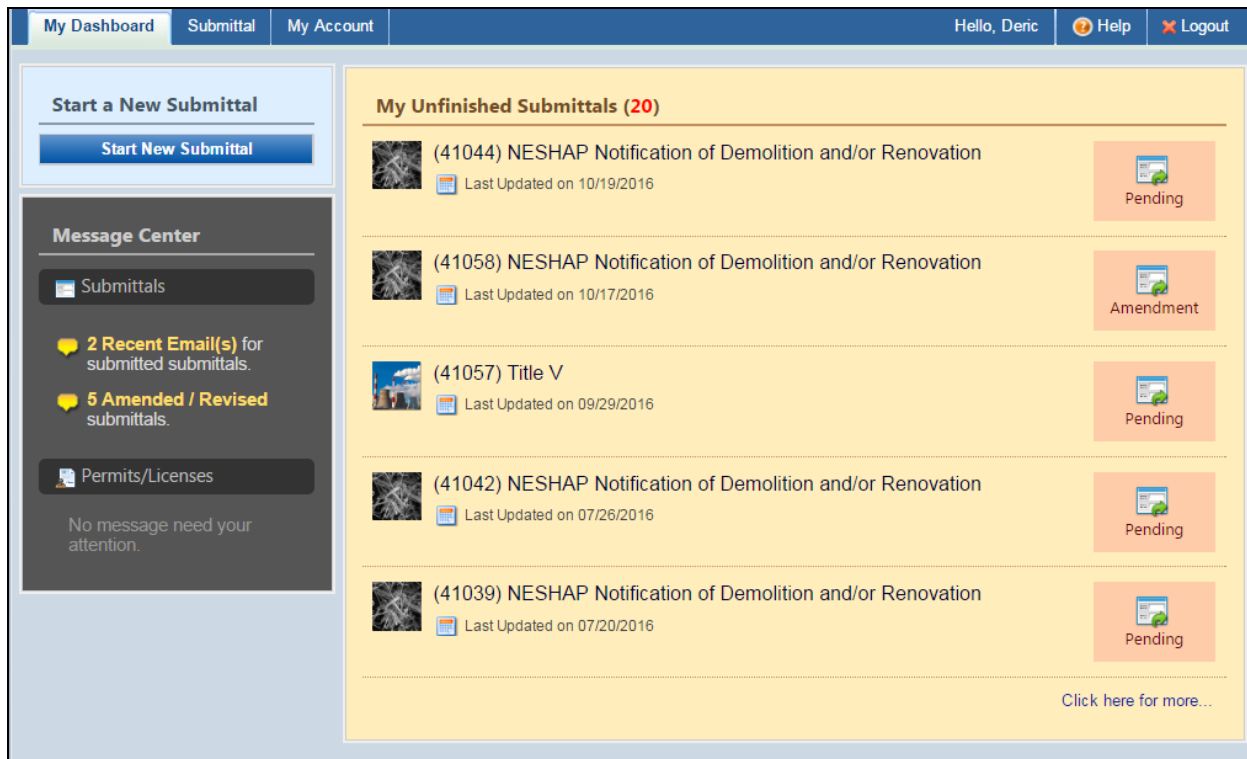 My Dashboard Submittal My Account Hello, Deric Help Logout
Start a New Submittal
Start New Submittal
Message Center
Submittals
2 Recent Email(s) for
submitted submittals.
5 Amended / Revised
submittals.
Permits/Licenses
No message need your
attention.
My Unfinished Submittals (20)
(41044) NESHAP Notification of Demolition and/or Renovation
Last Updated on 10/19/2016
Pending
(41058) NESHAP Notification of Demolition and/or Renovation
Last Updated on 10/17/2016
Amendment
(41057) Title V
Last Updated on 09/29/2016
Pending
(41042) NESHAP Notification of Demolition and/or Renovation
Last Updated on 07/26/2016
Pending
(41039) NESHAP Notification of Demolition and/or Renovation
Last Updated on 07/20/2016
Pending
Click here for more...